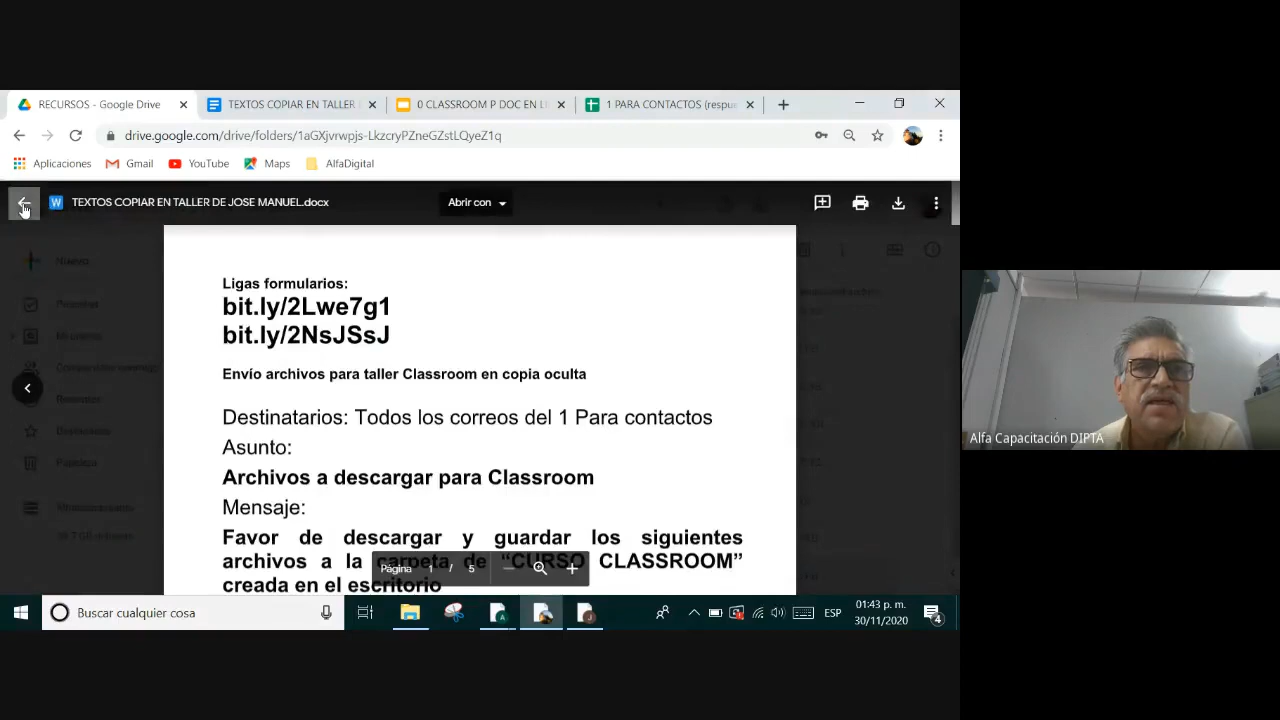 RECURSOS - Google Drive
TEXTOS COPIAR EN TALLER
0 CLASSROOM P DOC EN L
1 PARA CONTACTOS (respu
drive.google.com/drive/folders/1aGXjvrwpjs-LkzcryPZneGZstLQyeZ1q
Aplicaciones
Gmail
YouTube
Maps
AlfaDigital
W
TEXTOS COPIAR EN TALLER DE JOSE MANUEL.docx
Abrir con
Nuevo
Ligas formularios:
bit.ly/2Lwe7g1
bit.ly/2NsJSsJ
Envío archivos para taller Classroom en copia oculta
Destinatarios: Todos los correos del 1 Para contactos
Asunto:
Archivos a descargar para Classroom
Mensaje:
Favor de descargar y guardar los siguientes
archivos a la carpeta de “CURSO CLASSROOM”
creada en el escritorio
Página 1 / 5
Alfa Capacitación DIPTA
Buscar cualquier cosa
ESP
01:43 p. m.
30/11/2020
4